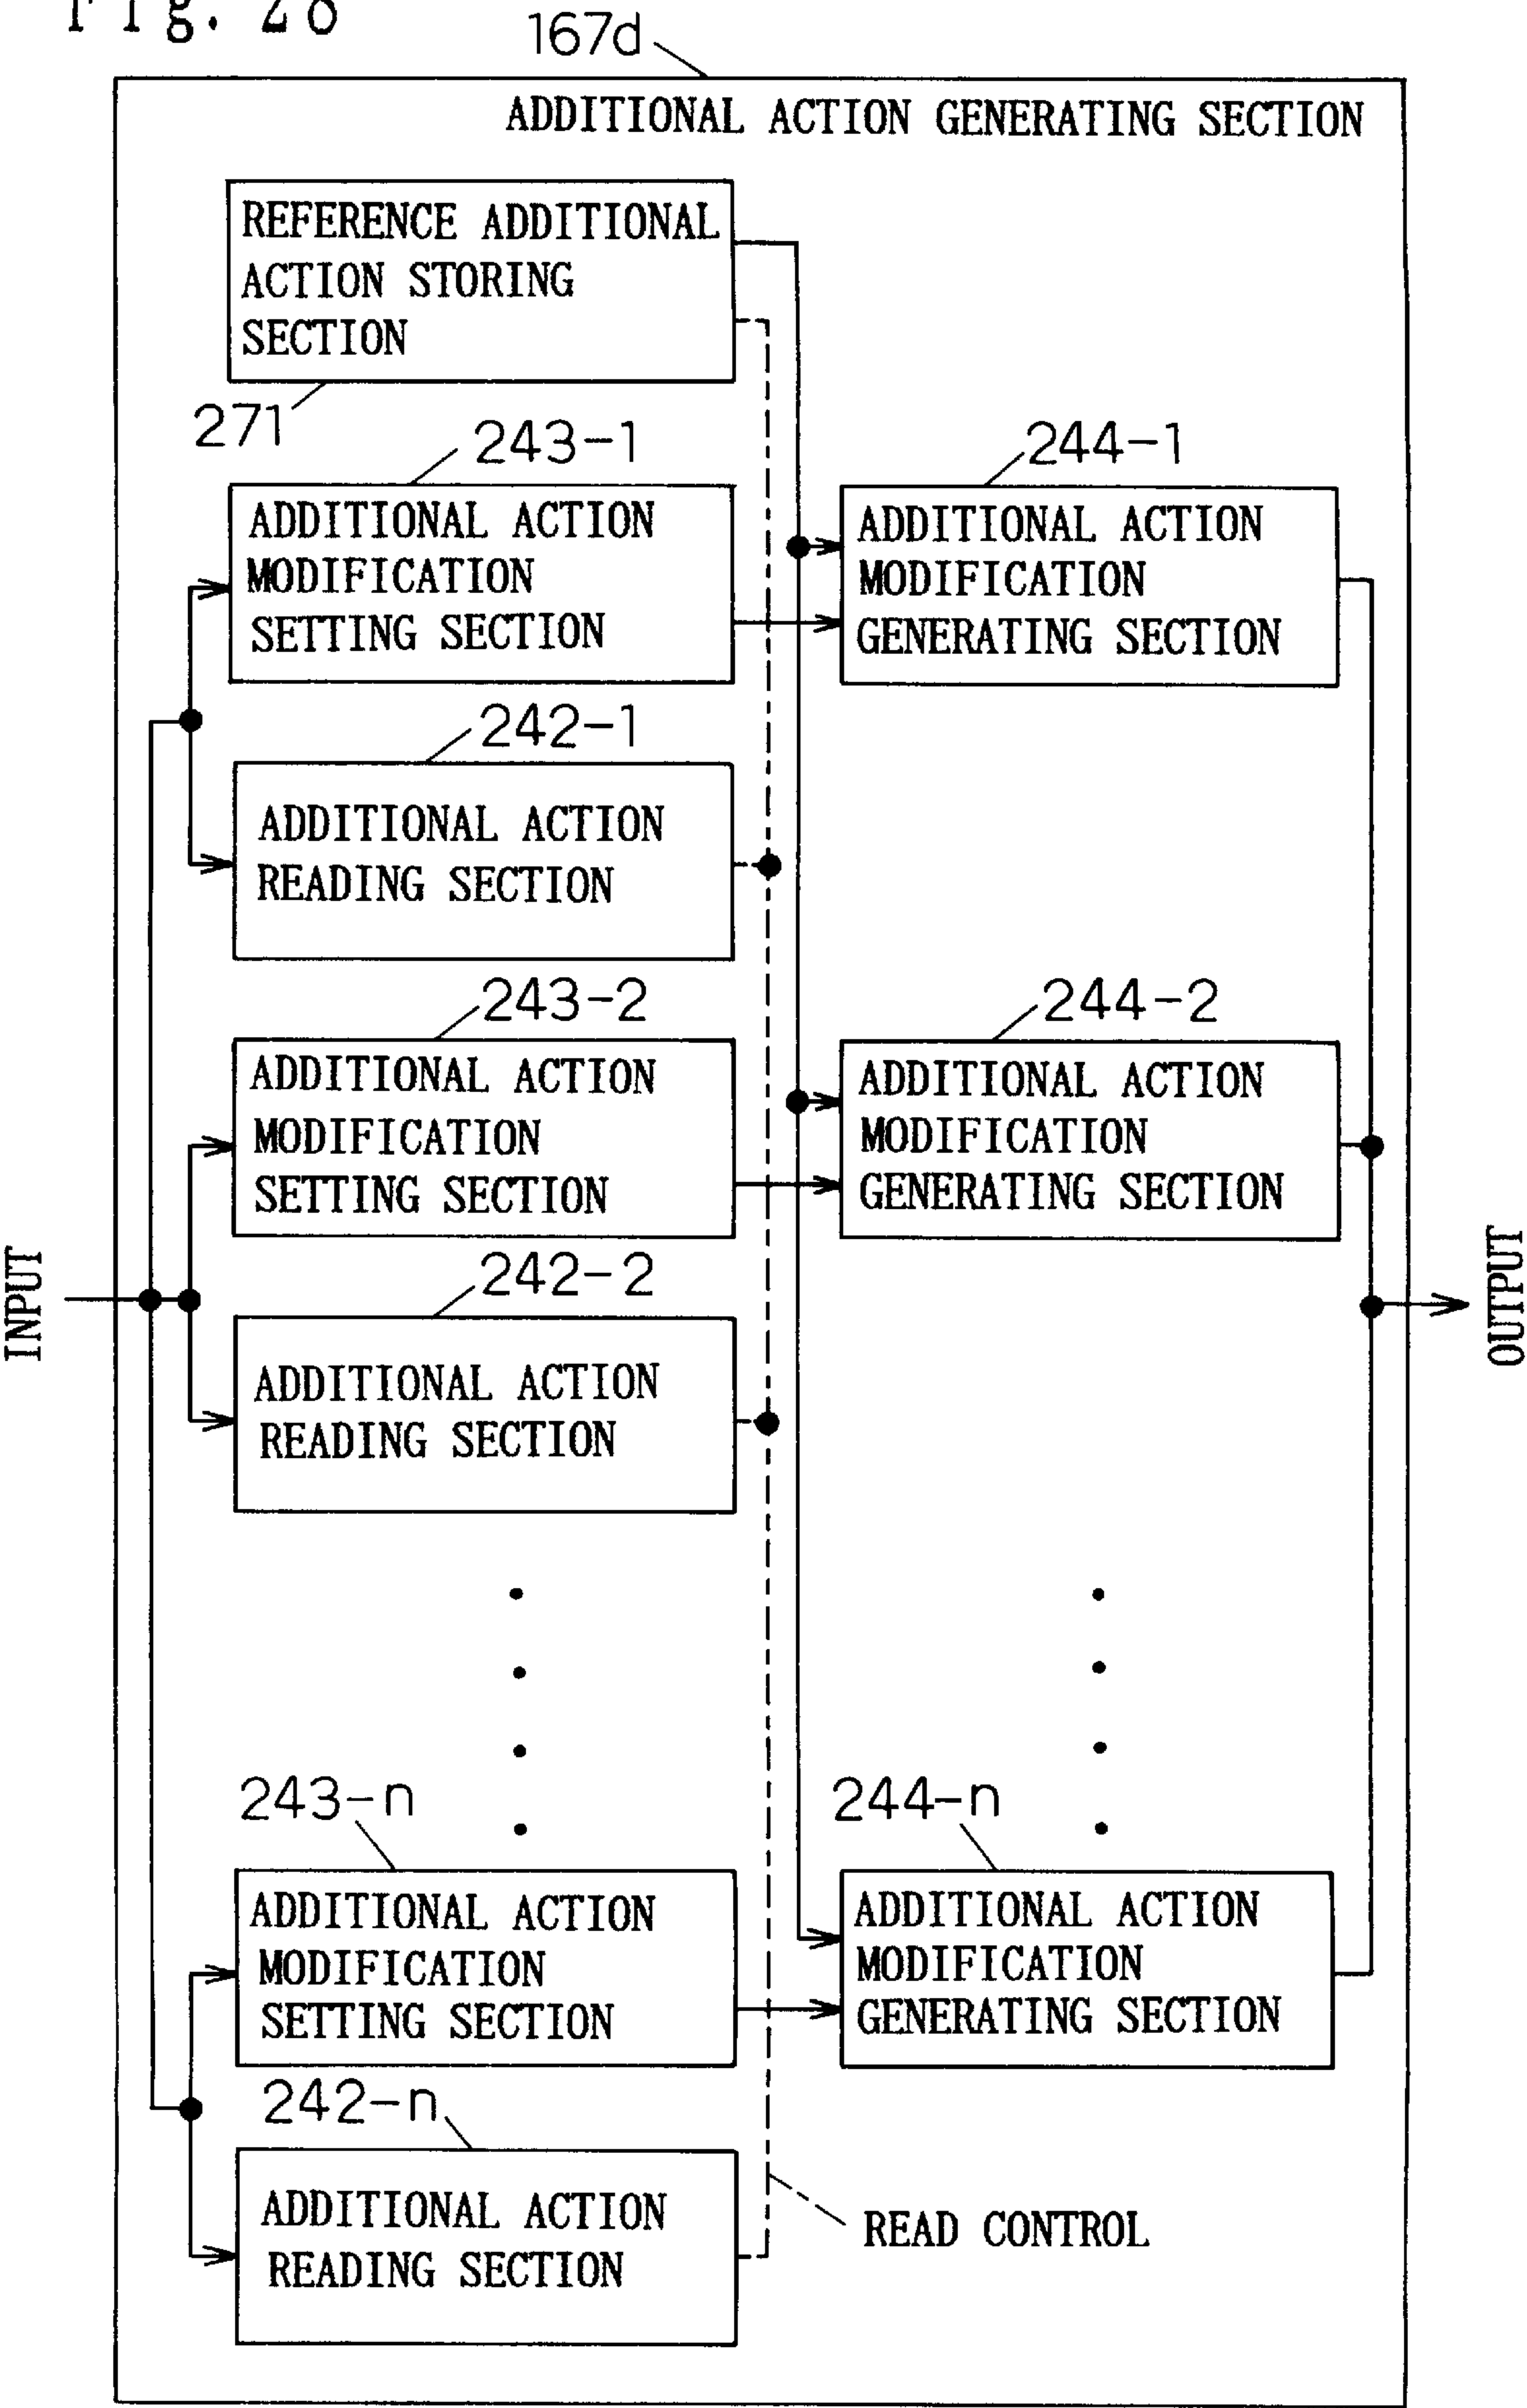 Fig. 28
167d
ADDITIONAL ACTION GENERATING SECTION
REFERENCE ADDITIONAL
ACTION STORING
SECTION
271
243-1
ADDITIONAL ACTION
MODIFICATION
SETTING SECTION
244-1
ADDITIONAL ACTION
MODIFICATION
GENERATING SECTION
242-1
ADDITIONAL ACTION
READING SECTION
243-2
ADDITIONAL ACTION
MODIFICATION
SETTING SECTION
244-2
ADDITIONAL ACTION
MODIFICATION
GENERATING SECTION
INPUT
OUTPUT
242-2
ADDITIONAL ACTION
READING SECTION
243-n
ADDITIONAL ACTION
MODIFICATION
SETTING SECTION
244-n
ADDITIONAL ACTION
MODIFICATION
GENERATING SECTION
242-n
ADDITIONAL ACTION
READING SECTION
READ CONTROL